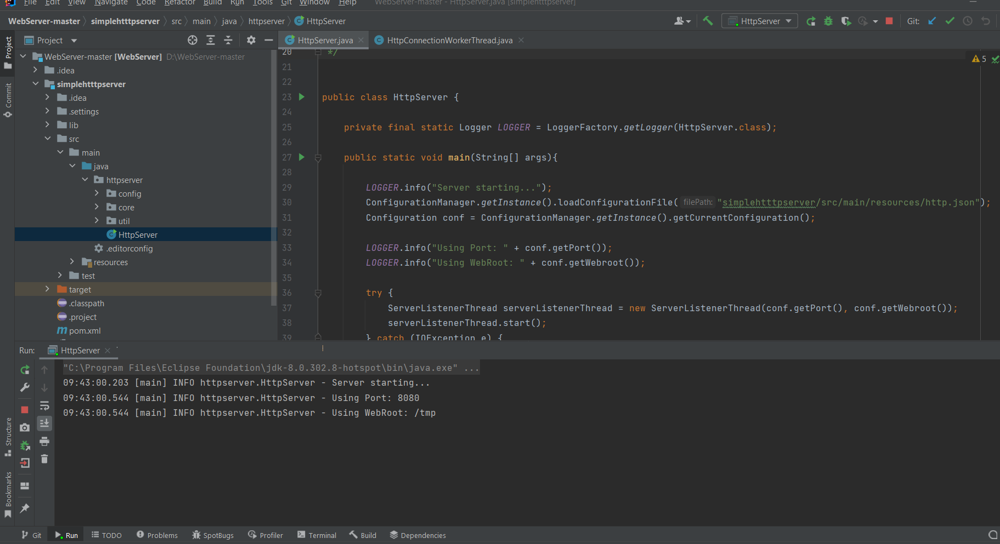 File Edit View Navigate Code Refactor Build Run Tools Git Window Help WebServer-master - HttpServer.java [simplehtttpserver]
WebServer-master simplehtttpserver src main java httpserver HttpServer HttpServer Git:
Project
HttpServer.java HttpConnectionWorkerThread.java
Project
Commit
Structure
Bookmarks
WebServer-master [WebServer] D:\WebServer-master
.idea
simplehtttpserver
.idea
.settings
lib
src
main
java
httpserver
config
core
util
HttpServer
.editorconfig
resources
test
target
.classpath
.project
pom.xml
5
20 */
21
22
23 public class HttpServer {
24
25 private final static Logger LOGGER = LoggerFactory.getLogger(HttpServer.class);
26
27 public static void main(String[] args){
28
29 LOGGER.info("Server starting...");
30 ConfigurationManager.getInstance().loadConfigurationFile( filePath: "simplehtttpserver/src/main/resources/http.json");
31 Configuration conf = ConfigurationManager.getInstance().getCurrentConfiguration();
32
33 LOGGER.info("Using Port: " + conf.getPort());
34 LOGGER.info("Using WebRoot: " + conf.getWebroot());
35
36 try {
37 ServerListenerThread serverListenerThread = new ServerListenerThread(conf.getPort(), conf.getWebroot());
38 serverListenerThread.start();
39 } catch (IOException e) {
Run: HttpServer
"C:\Program Files\Eclipse Foundation\jdk-8.0.302.8-hotspot\bin\java.exe" ...
09:43:00.203 [main] INFO httpserver.HttpServer - Server starting...
09:43:00.544 [main] INFO httpserver.HttpServer - Using Port: 8080
09:43:00.544 [main] INFO httpserver.HttpServer - Using WebRoot: /tmp
Git Run TODO Problems SpotBugs Profiler Terminal Build Dependencies